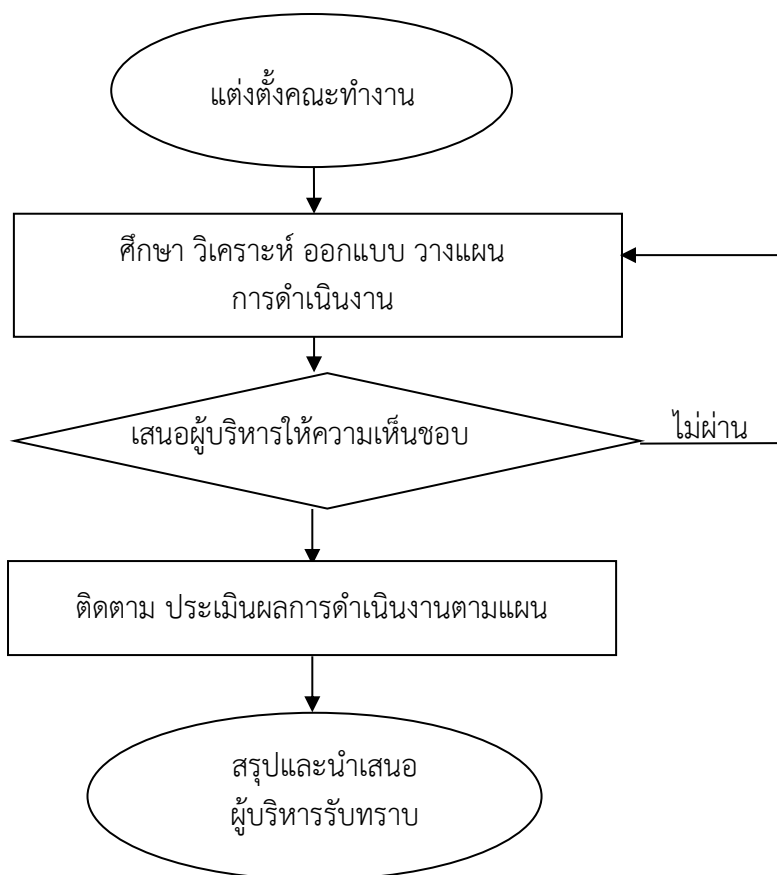 แต่งตั้งคณะทำงาน
ศึกษา วิเคราะห์ ออกแบบ วางแผน
การดำเนินงาน
เสนอผู้บริหารให้ความเห็นชอบ
ไม่ผ่าน
ติดตาม ประเมินผลการดำเนินงานตามแผน
สรุปและนำเสนอ
ผู้บริหารรับทราบ